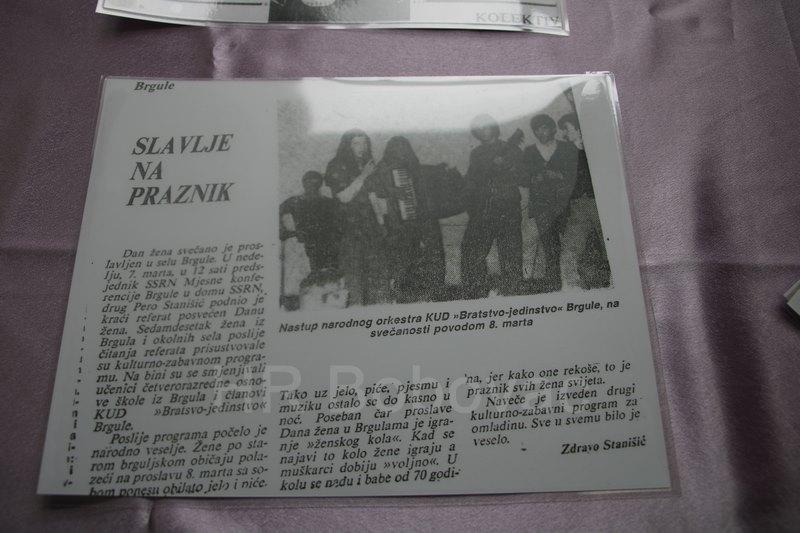 KOLEKTIV
Brgule
SLAVLJE
NA
PRAZNIK
Dan žena svečano je pros-
lavljen u selu Brgule. U nede-
lju, 7. marta, u 12 sati preds-
jednik SSRN Mjesne konfe-
rencije Brgule u domu SSRN,
drug Pero Stanišić podnio je
kraći referat posvećen Danu
žena. Sedamdesetak žena iz
Brgula i okolnih sela poslije
čitanja referata prisustvovale
su kulturno-zabavnom progra-
mu. Na bini su se smjenjivali
učenici četverorazredne osno-
vne škole iz Brgula i članovi
KUD »Bratsvo-jedinstvo«
Brgule.
Poslije programa počelo je
narodno veselje. Žene po sta-
rom brguljskom običaju pola-
zeći na proslavu 8. marta sa so-
bom ponesu obilato jelo i piće.
Nastup narodnog orkestra KUD »Bratstvo-jedinstvo« Brgule, na
svečanosti povodom 8. marta
Tako uz jelo, piće, pjesmu i
muziku ostalo se do kasno u
noć. Poseban čar proslave
Dana žena u Brgulama je igra-
nje »ženskog kola«. Kad se
najavi to kolo žene igraju a
muškarci dobiju »voljno«. U
kolu se nađu i babe od 70 godi-
na, jer kako one rekoše, to je
praznik svih žena svijeta.
Naveče je izveden drugi
kulturno-zabavni program za
omladinu. Sve u svemu bilo je
veselo.
Zdravo Stanišić